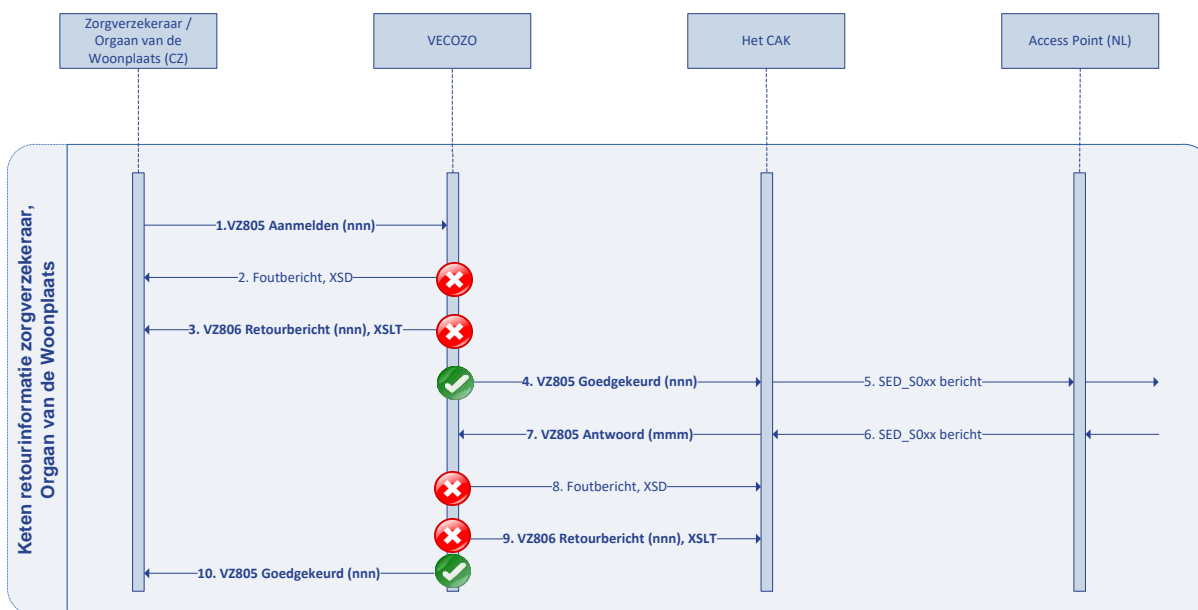 Zorgverzekeraar /
Orgaan van de
Woonplaats (CZ)
VECOZO
Het CAK
Access Point (NL)
Keten retourinformatie zorgverzekeraar,
Orgaan van de Woonplaats
1.VZ805 Aanmelden (nnn)
2. Foutbericht, XSD
3. VZ806 Retourbericht (nnn), XSLT
4. VZ805 Goedgekeurd (nnn)
5. SED_S0xx bericht
7. VZ805 Antwoord (mmm)
6. SED_S0xx bericht
8. Foutbericht, XSD
9. VZ806 Retourbericht (nnn), XSLT
10. VZ805 Goedgekeurd (nnn)